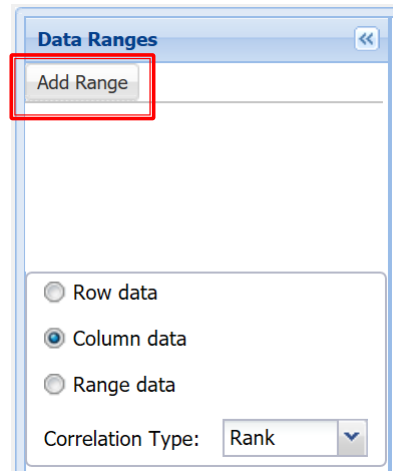 Data Ranges
Add Range
Row data
Column data
Range data
Correlation Type: Rank